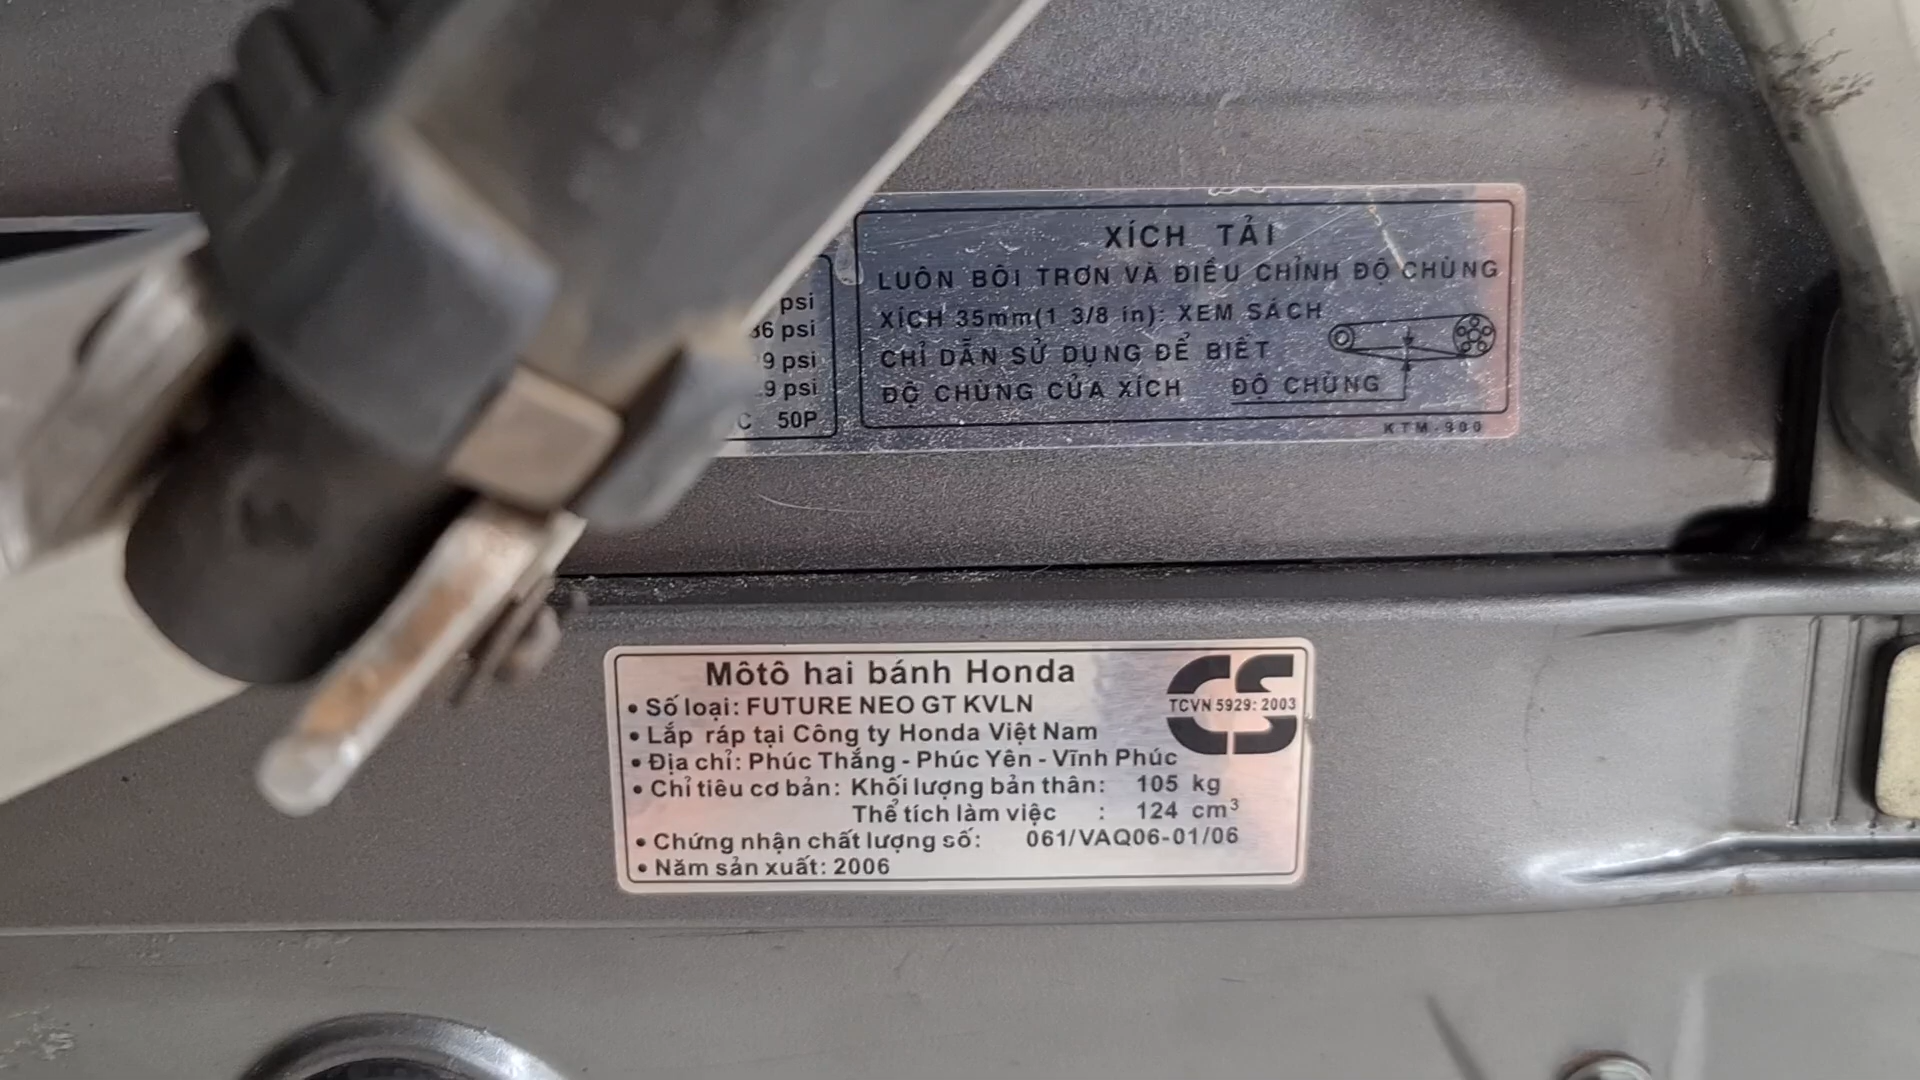 psi
36 psi
9 psi
9 psi
C 50P
XÍCH TẢI
LUÔN BÔI TRƠN VÀ ĐIỀU CHỈNH ĐỘ CHÙNG
XÍCH 35mm(1 3/8 in): XEM SÁCH
CHỈ DẪN SỬ DỤNG ĐỂ BIẾT
ĐỘ CHÙNG CỦA XÍCH ĐỘ CHÙNG
KTM-900
Môtô hai bánh Honda
• Số loại: FUTURE NEO GT KVLN
CS
TCVN 5929: 2003
• Lắp ráp tại Công ty Honda Việt Nam
• Địa chỉ: Phúc Thắng - Phúc Yên - Vĩnh Phúc
• Chỉ tiêu cơ bản: Khối lượng bản thân: 105 kg
Thể tích làm việc : 124 cm³
• Chứng nhận chất lượng số: 061/VAQ06-01/06
• Năm sản xuất: 2006